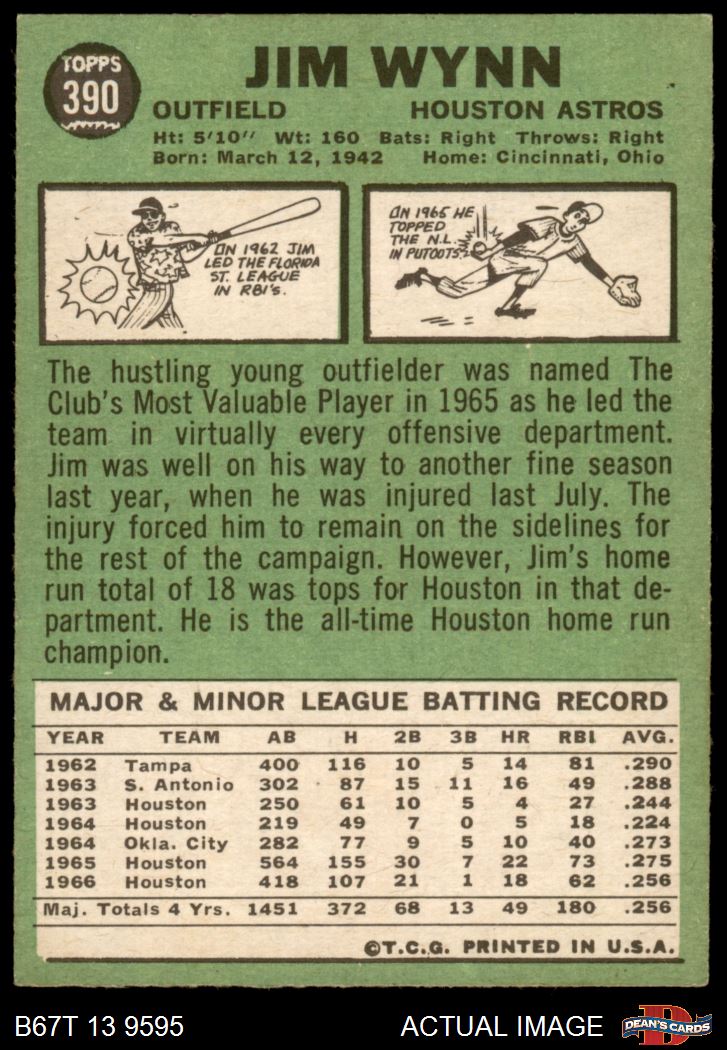 TOPPS
390
JIM WYNN
OUTFIELD HOUSTON ASTROS
Ht: 5'10" Wt: 160 Bats: Right Throws: Right
Born: March 12, 1942 Home: Cincinnati, Ohio
IN 1962 JIM
LED THE FLORIDA
ST. LEAGUE
IN RBI's.
IN 1965 HE
TOPPED
THE N.L.
IN PUTOUTS.
The hustling young outfielder was named The
Club's Most Valuable Player in 1965 as he led the
team in virtually every offensive department.
Jim was well on his way to another fine season
last year, when he was injured last July. The
injury forced him to remain on the sidelines for
the rest of the campaign. However, Jim's home
run total of 18 was tops for Houston in that de-
partment. He is the all-time Houston home run
champion.
MAJOR & MINOR LEAGUE BATTING RECORD
YEAR TEAM AB H 2B 3B HR RBI AVG.
1962 Tampa 400 116 10 5 14 81 .290
1963 S. Antonio 302 87 15 11 16 49 .288
1963 Houston 250 61 10 5 4 27 .244
1964 Houston 219 49 7 0 5 18 .224
1964 Okla. City 282 77 9 5 10 40 .273
1965 Houston 564 155 30 7 22 73 .275
1966 Houston 418 107 21 1 18 62 .256
Maj. Totals 4 Yrs. 1451 372 68 13 49 180 .256
©T.C.G. PRINTED IN U.S.A.
B67T 13 9595 ACTUAL IMAGE
D
DEAN'S CARDS